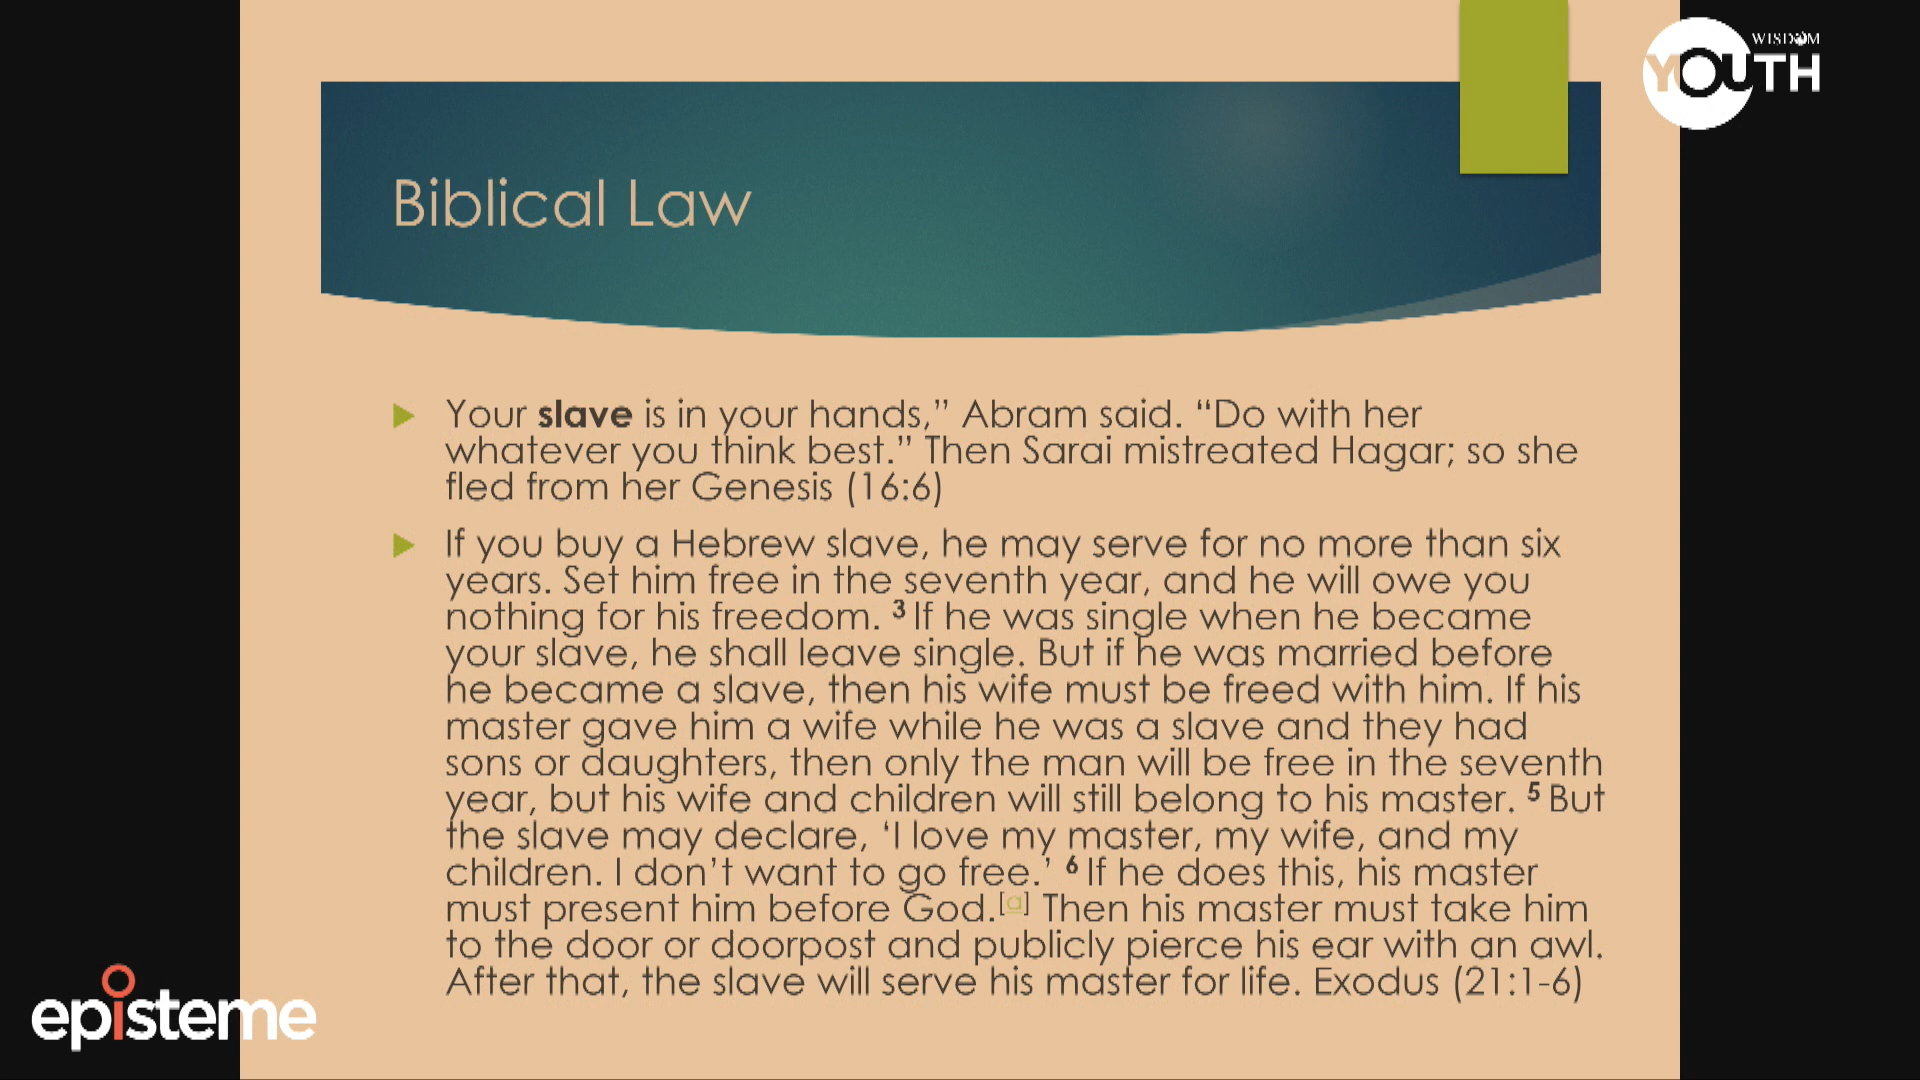 WISDOM
YOUTH
Biblical Law
Your slave is in your hands,” Abram said. “Do with her
whatever you think best.” Then Sarai mistreated Hagar; so she
fled from her Genesis (16:6)
If you buy a Hebrew slave, he may serve for no more than six
years. Set him free in the seventh year, and he will owe you
nothing for his freedom. 3 If he was single when he became
your slave, he shall leave single. But if he was married before
he became a slave, then his wife must be freed with him. If his
master gave him a wife while he was a slave and they had
sons or daughters, then only the man will be free in the seventh
year, but his wife and children will still belong to his master. 5 But
the slave may declare, ‘I love my master, my wife, and my
children. I don’t want to go free.’ 6 If he does this, his master
must present him before God.[a] Then his master must take him
to the door or doorpost and publicly pierce his ear with an awl.
After that, the slave will serve his master for life. Exodus (21:1-6)
episteme